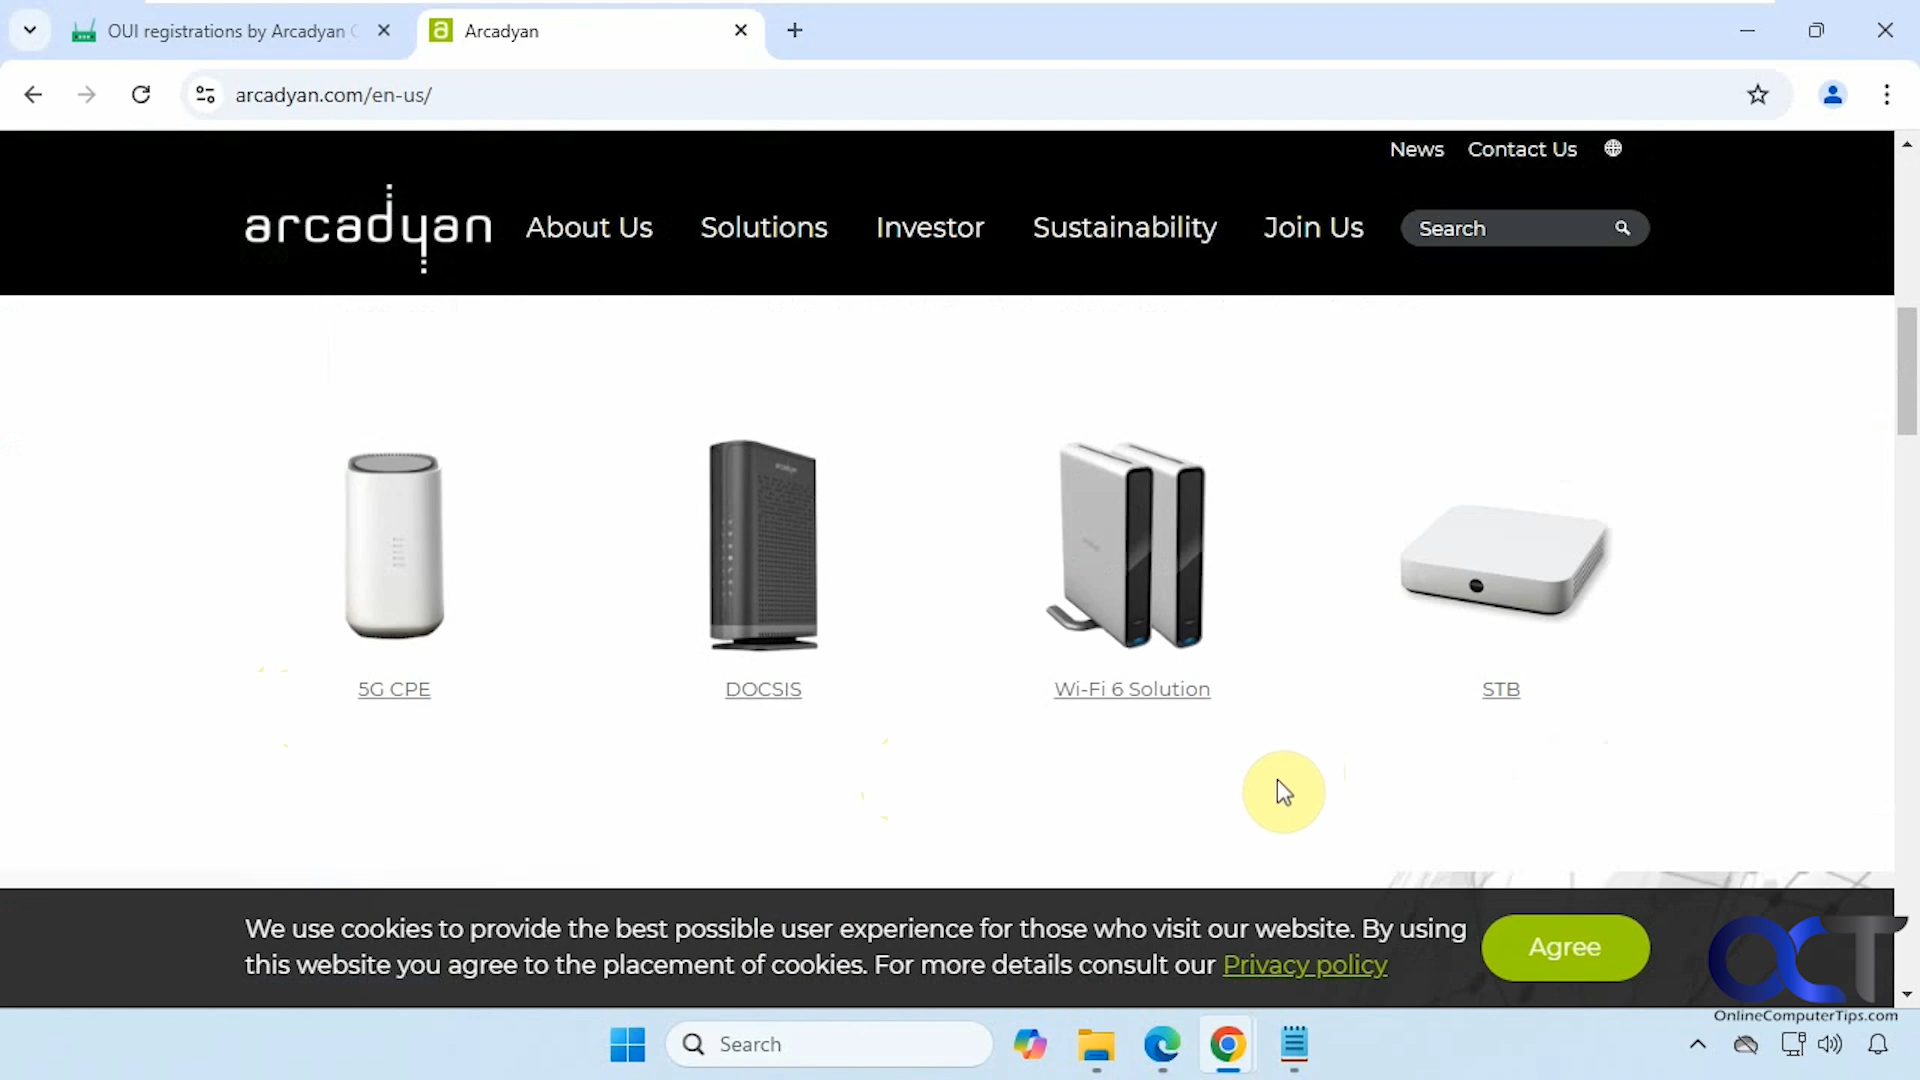 OUI registrations by Arcadyan
Arcadyan
arcadyan.com/en-us/
News Contact Us
arcadyan About Us Solutions Investor Sustainability Join Us Search
arcadyan
5G CPE DOCSIS Wi-Fi 6 Solution STB
We use cookies to provide the best possible user experience for those who visit our website. By using
this website you agree to the placement of cookies. For more details consult our Privacy policy
Agree
OCT
OnlineComputerTips.com
Search